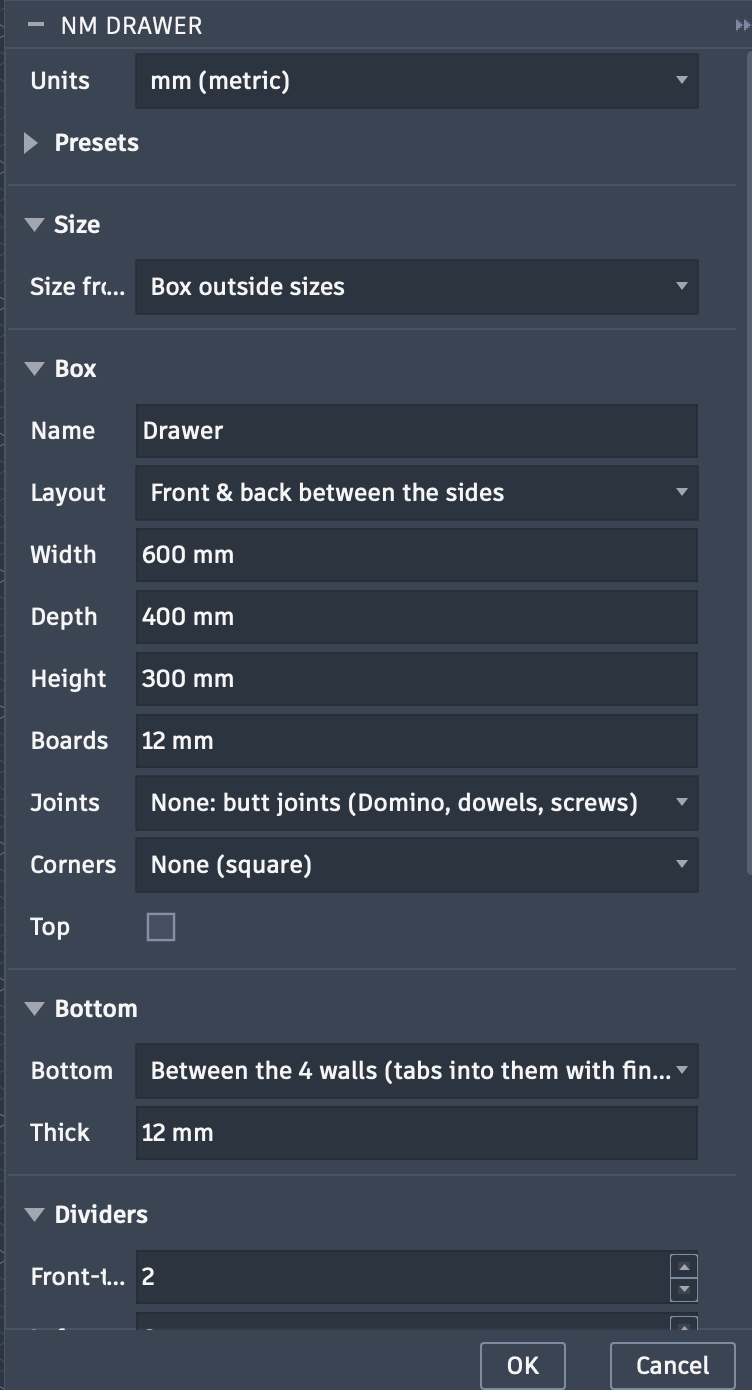 NM DRAWER
Units mm (metric)
Presets
Size
Size fro... Box outside sizes
Box
Name Drawer
Layout Front & back between the sides
Width 600 mm
Depth 400 mm
Height 300 mm
Boards 12 mm
Joints None: butt joints (Domino, dowels, screws)
Corners None (square)
Top
Bottom
Bottom Between the 4 walls (tabs into them with fin...
Thick 12 mm
Dividers
Front-t... 2
OK Cancel